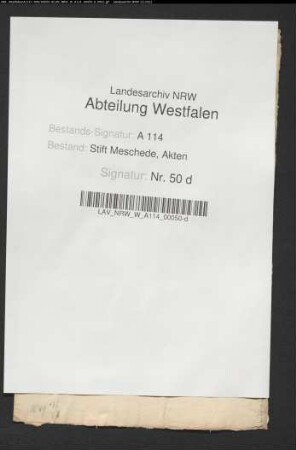 Landesarchiv NRW
Abteilung Westfalen
Bestands-Signatur: A 114
Bestand: Stift Meschede, Akten
Signatur: Nr. 50 d
LAV_NRW_W_A114_00050-d